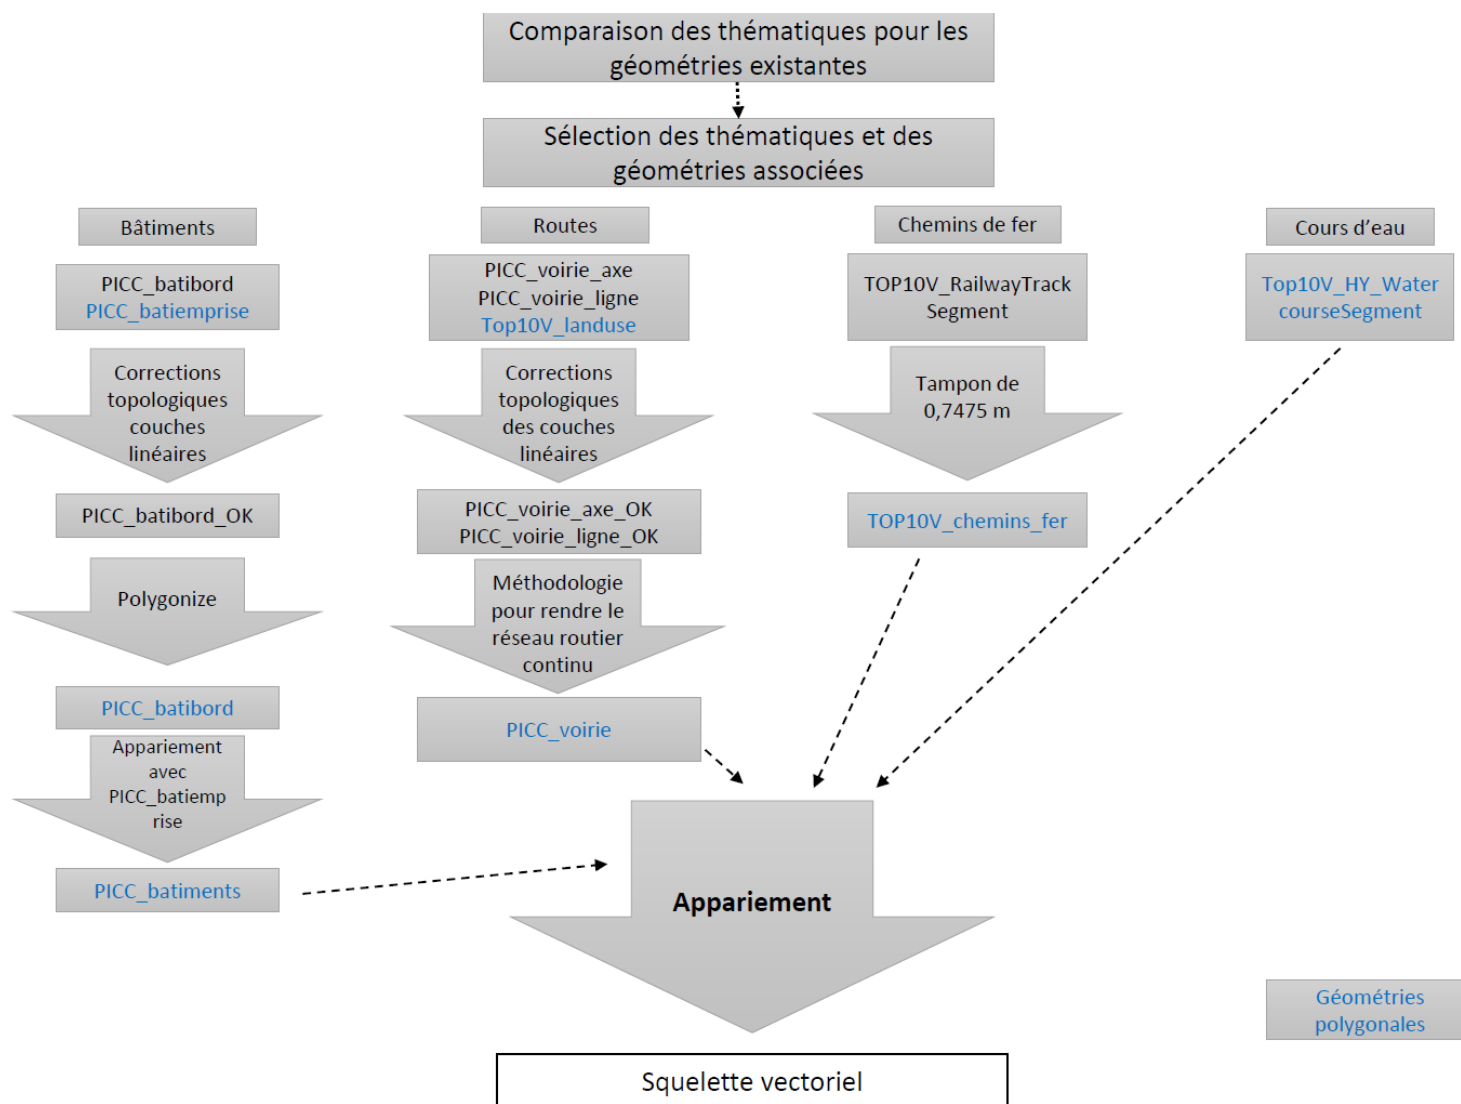 Comparaison des thématiques pour les
géométries existantes
Sélection des thématiques et des
géométries associées
Bâtiments
PICC_batibord
PICC_batiemprise
Corrections
topologiques
couches
linéaires
PICC_batibord_OK
Polygonize
PICC_batibord
Appariement
avec
PICC_batiemp
rise
PICC_batiments
Routes
PICC_voirie_axe
PICC_voirie_ligne
Top10V_landuse
Corrections
topologiques
des couches
linéaires
PICC_voirie_axe_OK
PICC_voirie_ligne_OK
Méthodologie
pour rendre le
réseau routier
continu
PICC_voirie
Chemins de fer
TOP10V_RailwayTrack
Segment
Tampon de
0,7475 m
TOP10V_chemins_fer
Cours d’eau
Top10V_HY_Water
courseSegment
Appariement
Géométries
polygonales
Squelette vectoriel